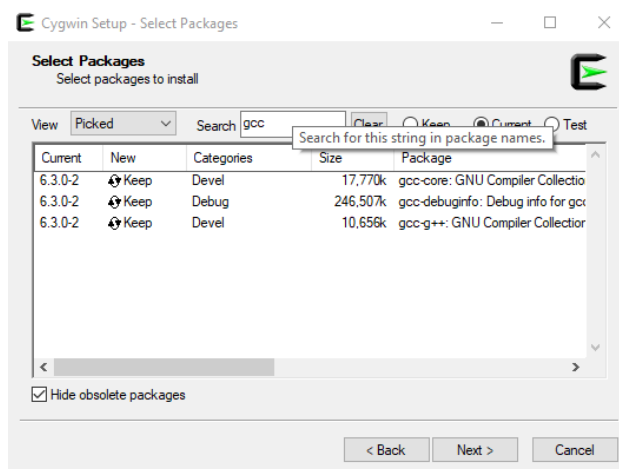 Cygwin Setup - Select Packages
Select Packages
Select packages to install
View Picked Search gcc Clear Keep Current Test
Search for this string in package names.
Current New Categories Size Package
6.3.0-2 Keep Devel 17,770k gcc-core: GNU Compiler Collectio
6.3.0-2 Keep Debug 246,507k gcc-debuginfo: Debug info for gcc
6.3.0-2 Keep Devel 10,656k gcc-g++: GNU Compiler Collection
Hide obsolete packages
< Back Next > Cancel